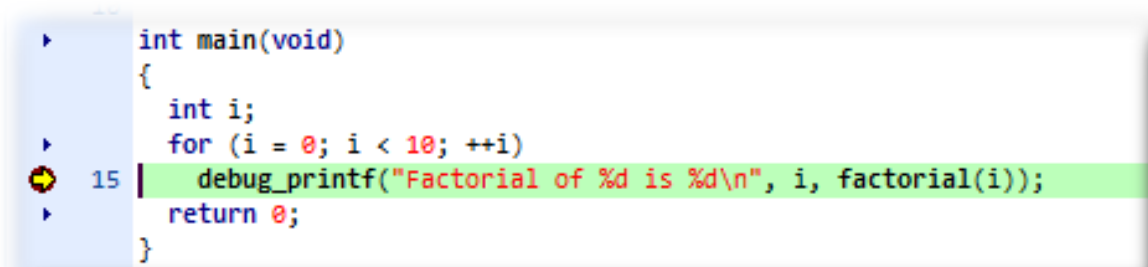 int main(void)
{
int i;
for (i = 0; i < 10; ++i)
15 debug_printf("Factorial of %d is %d\n", i, factorial(i));
return 0;
}